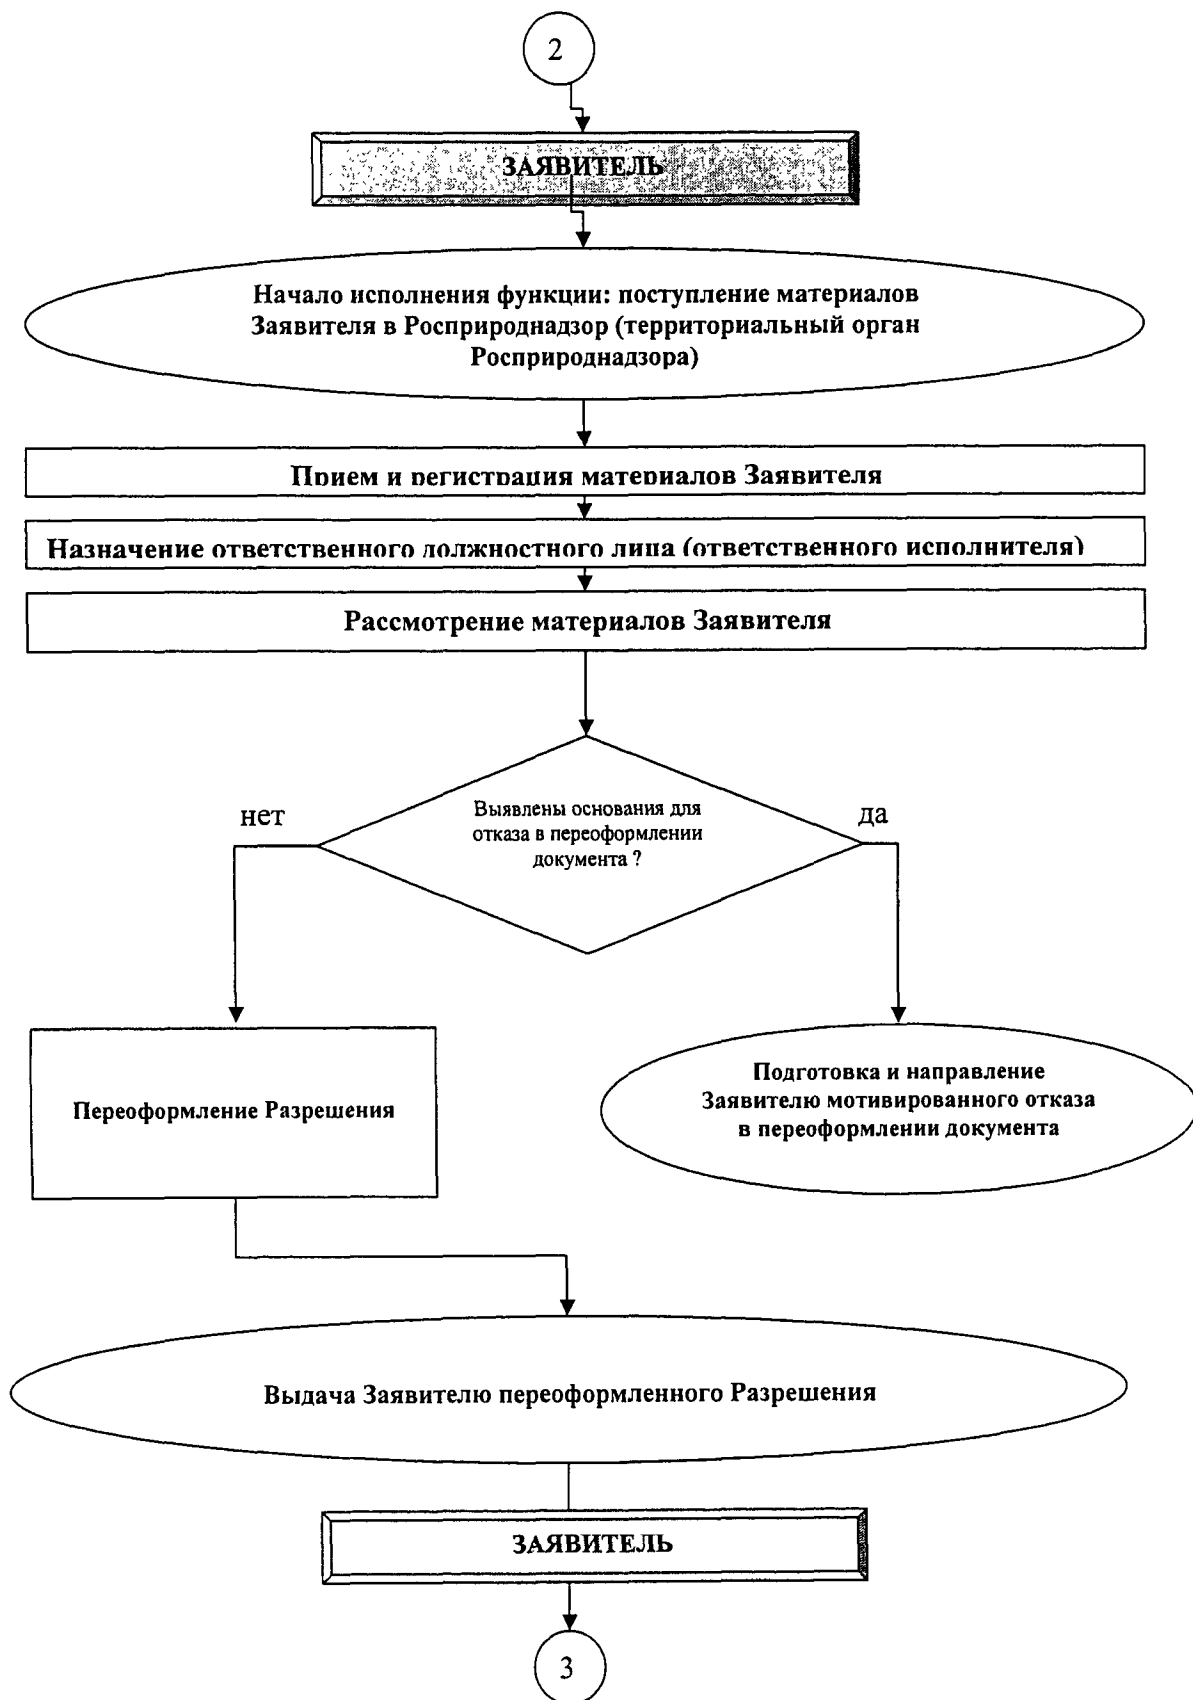 2
ЗАЯВИТЕЛЬ
Начало исполнения функции: поступление материалов
Заявителя в Росприроднадзор (территориальный орган
Росприроднадзора)
Прием и регистрация материалов Заявителя
Назначение ответственного должностного лица (ответственного исполнителя)
Рассмотрение материалов Заявителя
нет
Выявлены основания для
отказа в переоформлении
документа ?
да
Переоформление Разрешения
Подготовка и направление
Заявителю мотивированного отказа
в переоформлении документа
Выдача Заявителю переоформленного Разрешения
ЗАЯВИТЕЛЬ
3